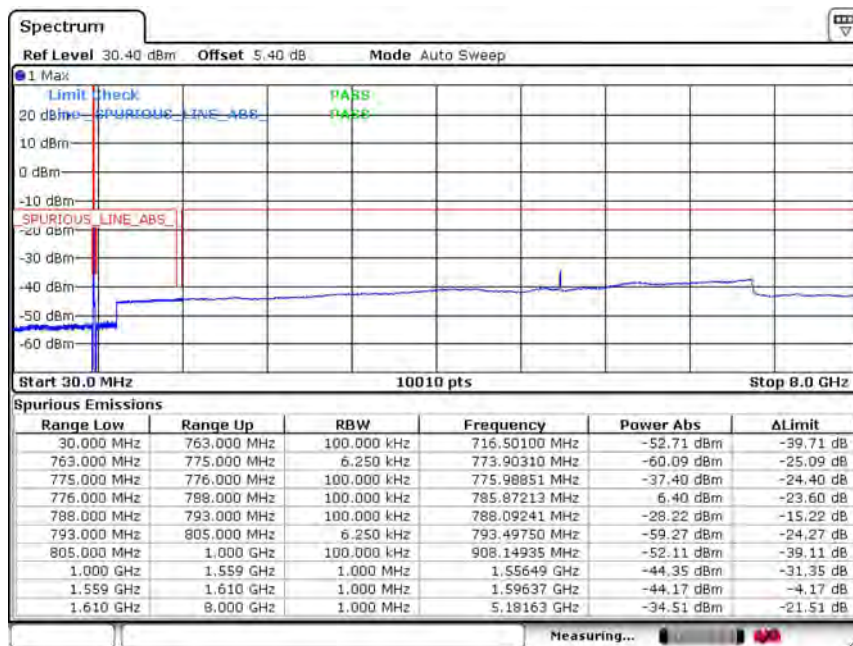 Spectrum
Ref Level 30.40 dBm Offset 5.40 dB Mode Auto Sweep
1 Max
Limit Check PASS
Line _SPURIOUS_LINE_ABS_ PASS
20 dBm
10 dBm
0 dBm
-10 dBm
_SPURIOUS_LINE_ABS_
-20 dBm
-30 dBm
-40 dBm
-50 dBm
-60 dBm
Start 30.0 MHz 10010 pts Stop 8.0 GHz
Spurious Emissions
Range Low Range Up RBW Frequency Power Abs ΔLimit
30.000 MHz 763.000 MHz 100.000 kHz 716.50100 MHz -52.71 dBm -39.71 dB
763.000 MHz 775.000 MHz 6.250 kHz 773.90310 MHz -60.09 dBm -25.09 dB
775.000 MHz 776.000 MHz 100.000 kHz 775.98851 MHz -37.40 dBm -24.40 dB
776.000 MHz 788.000 MHz 100.000 kHz 785.87213 MHz 6.40 dBm -23.60 dB
788.000 MHz 793.000 MHz 100.000 kHz 788.09241 MHz -28.22 dBm -15.22 dB
793.000 MHz 805.000 MHz 6.250 kHz 793.49750 MHz -59.27 dBm -24.27 dB
805.000 MHz 1.000 GHz 100.000 kHz 908.14935 MHz -52.11 dBm -39.11 dB
1.000 GHz 1.559 GHz 1.000 MHz 1.55649 GHz -44.35 dBm -31.35 dB
1.559 GHz 1.610 GHz 1.000 MHz 1.59637 GHz -44.17 dBm -4.17 dB
1.610 GHz 8.000 GHz 1.000 MHz 5.18163 GHz -34.51 dBm -21.51 dB
Measuring...